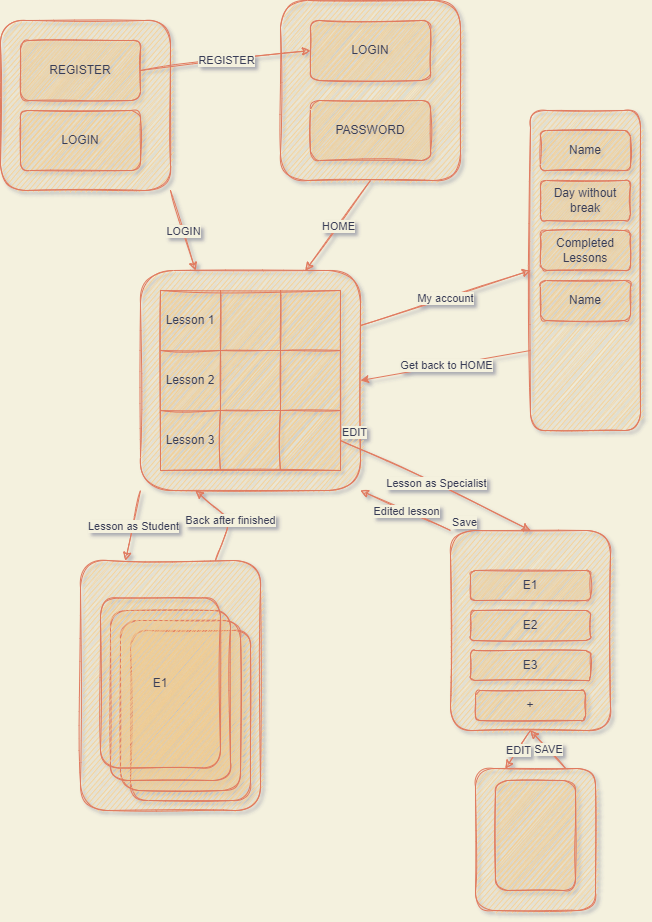 REGISTER
LOGIN
REGISTER
LOGIN
PASSWORD
LOGIN
HOME
Name
Day without
break
Completed
Lessons
Name
My account
Get back to HOME
Lesson 1
Lesson 2
Lesson 3
EDIT
Lesson as Specialist
Edited lesson
Save
Lesson as Student
Back after finished
E1
E1
E2
E3
+
EDIT
SAVE